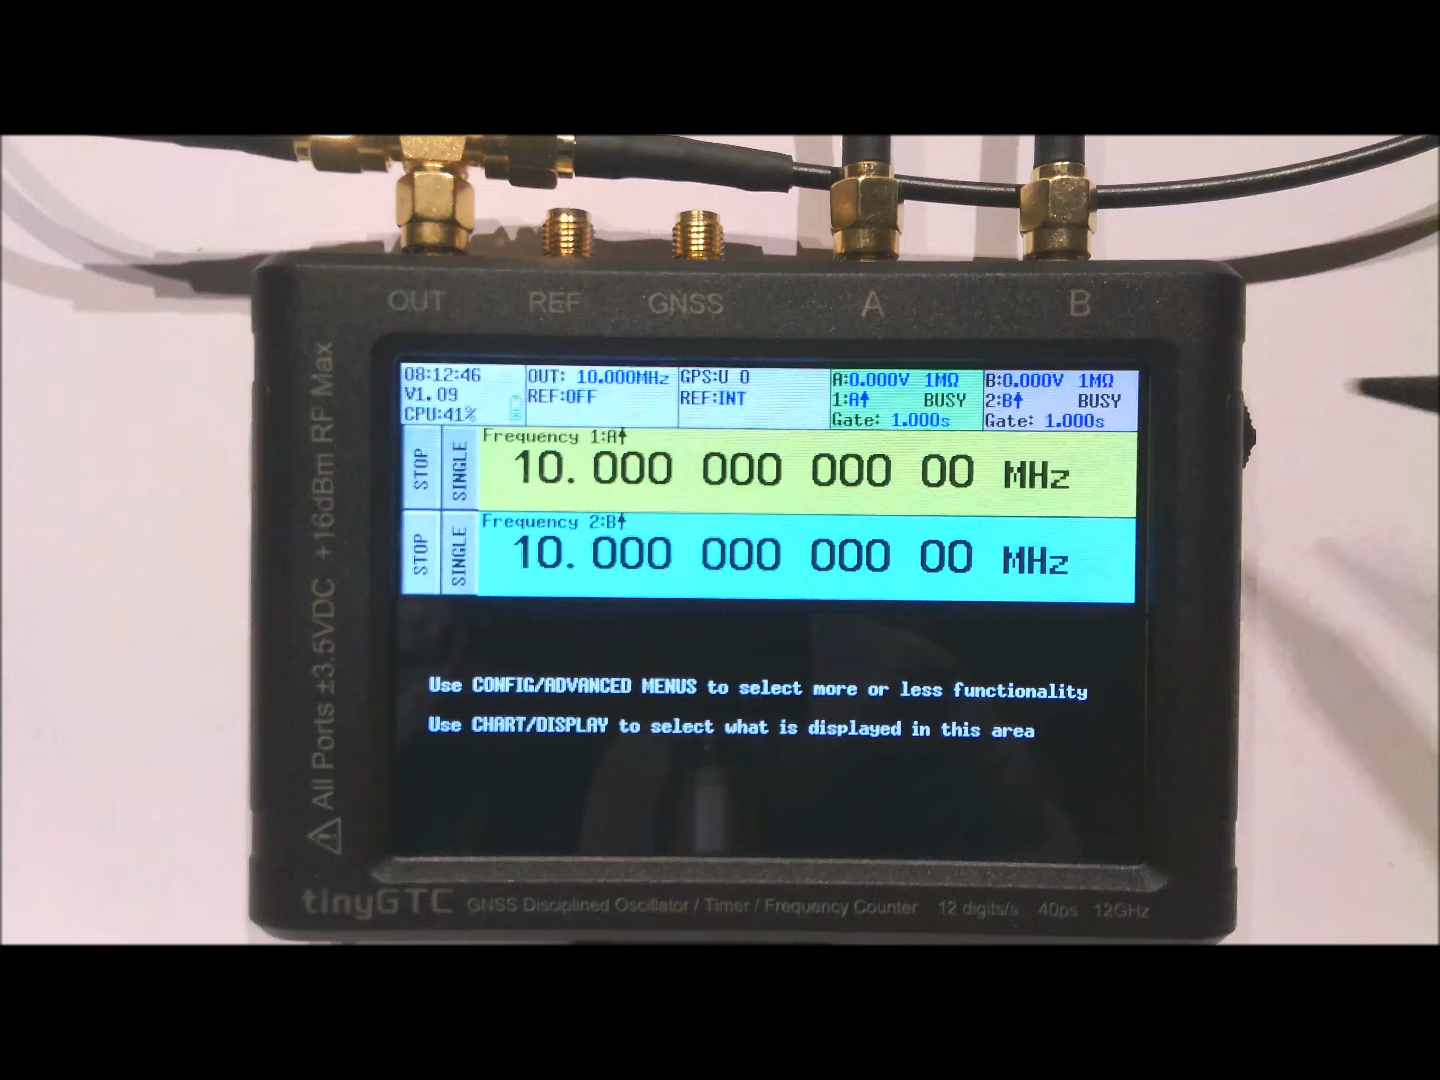 OUT REF GNSS A B
⚠ All Ports ±3.5VDC +16dBm RF Max
08:12:46
V1.09
CPU:41%
OUT: 10.000MHz
REF:OFF
GPS:U 0
REF:INT
A:0.000V 1MΩ
1:A↑ BUSY
Gate: 1.000s
B:0.000V 1MΩ
2:B↑ BUSY
Gate: 1.000s
STOP
SINGLE
Frequency 1:A↑
10. 000 000 000 00 MHz
STOP
SINGLE
Frequency 2:B↑
10. 000 000 000 00 MHz
Use CONFIG/ADVANCED MENUS to select more or less functionality
Use CHART/DISPLAY to select what is displayed in this area
tinyGTC GNSS Disciplined Oscillator / Timer / Frequency Counter 12 digits/s 40ps 12GHz